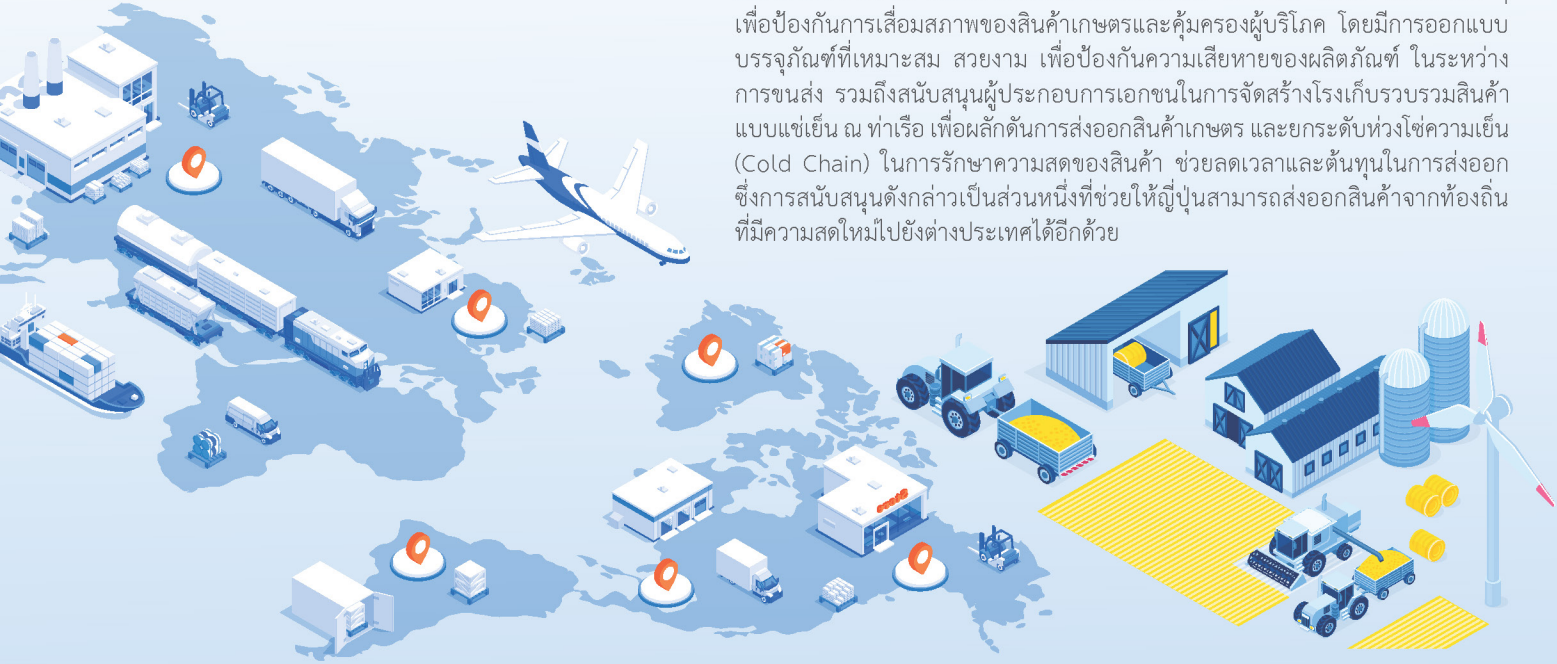 เพื่อป้องกันการเสื่อมสภาพของสินค้าเกษตรและคุ้มครองผู้บริโภค โดยมีการออกแบบ
บรรจุภัณฑ์ที่เหมาะสม สวยงาม เพื่อป้องกันความเสียหายของผลิตภัณฑ์ ในระหว่าง
การขนส่ง รวมถึงสนับสนุนผู้ประกอบการเอกชนในการจัดสร้างโรงเก็บรวบรวมสินค้า
แบบแช่เย็น ณ ท่าเรือ เพื่อผลักดันการส่งออกสินค้าเกษตร และยกระดับห่วงโซ่ความเย็น
(Cold Chain) ในการรักษาความสดของสินค้า ช่วยลดเวลาและต้นทุนในการส่งออก
ซึ่งการสนับสนุนดังกล่าวเป็นส่วนหนึ่งที่ช่วยให้ญี่ปุ่นสามารถส่งออกสินค้าจากท้องถิ่น
ที่มีความสดใหม่ไปยังต่างประเทศได้อีกด้วย